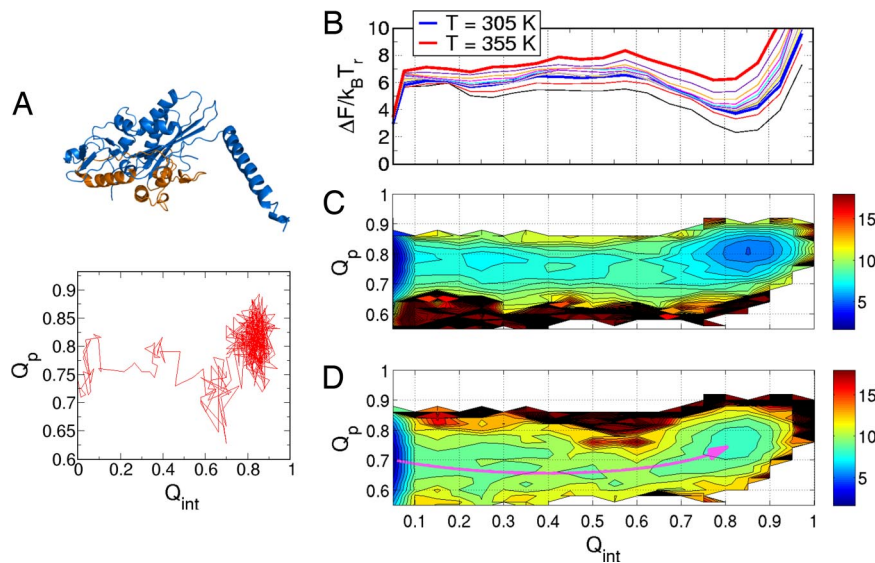 A
Q_p
0.9
0.85
0.8
0.75
0.7
0.65
0.6
0 0.2 0.4 0.6 0.8 1
Q_int
B
T = 305 K
T = 355 K
ΔF/k_BT_r
10
8
6
4
2
0
C
Q_p
1
0.9
0.8
0.7
0.6
15
10
5
D
Q_p
1
0.9
0.8
0.7
0.6
15
10
5
0.1 0.2 0.3 0.4 0.5 0.6 0.7 0.8 0.9 1
Q_int